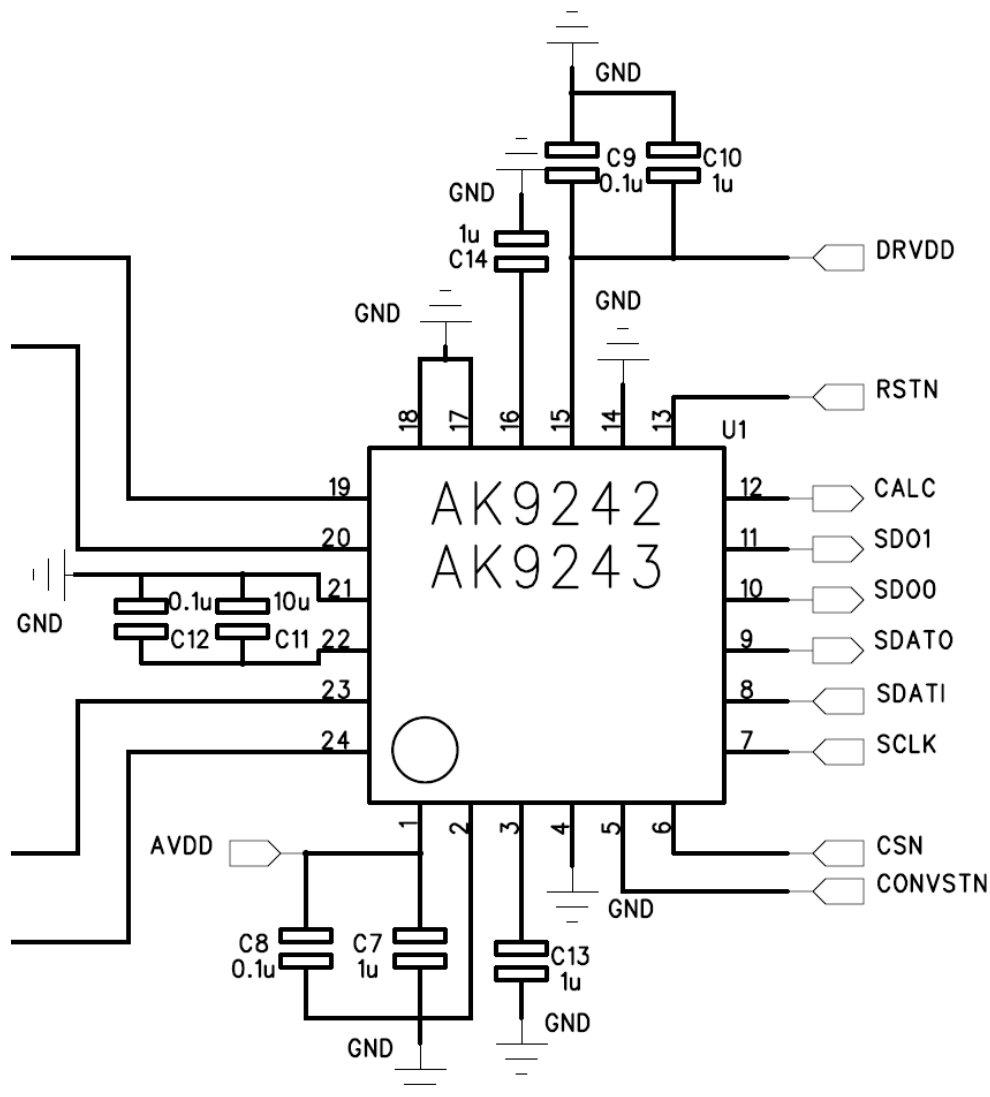 GND
C9
0.1u
C10
1u
GND
1u
C14
DRVDD
GND
GND
RSTN
18
17
16
15
14
13
U1
19
AK9242
12
CALC
20
AK9243
11
SDO1
0.1u
10u
21
10
SDO0
GND
C12
C11
22
9
SDATO
23
8
SDATI
24
7
SCLK
1
2
3
4
5
6
AVDD
CSN
CONVSTN
GND
C8
0.1u
C7
1u
C13
1u
GND
GND